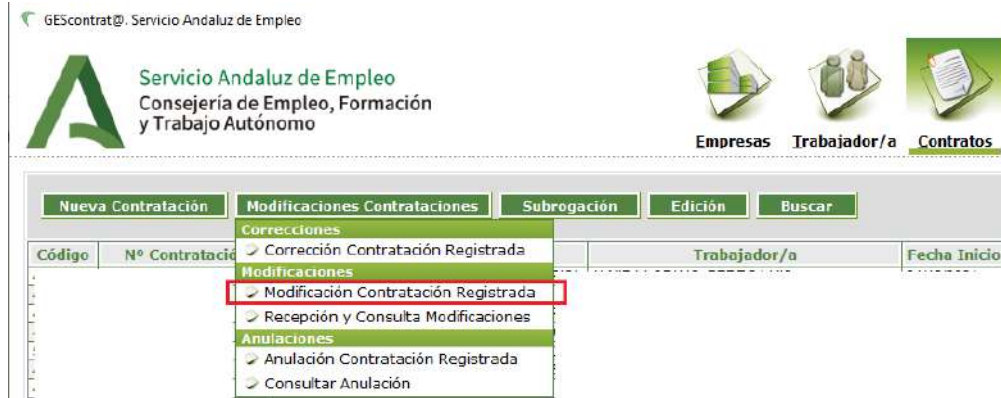 GEScontrat@. Servicio Andaluz de Empleo
Servicio Andaluz de Empleo
Consejería de Empleo, Formación
y Trabajo Autónomo
Empresas Trabajador/a Contratos
Nueva Contratación Modificaciones Contrataciones Subrogación Edición Buscar
Correcciones
Corrección Contratación Registrada
Código Nº Contratació Trabajador/a Fecha Inicio
Modificaciones
Modificación Contratación Registrada
Recepción y Consulta Modificaciones
Anulaciones
Anulación Contratación Registrada
Consultar Anulación